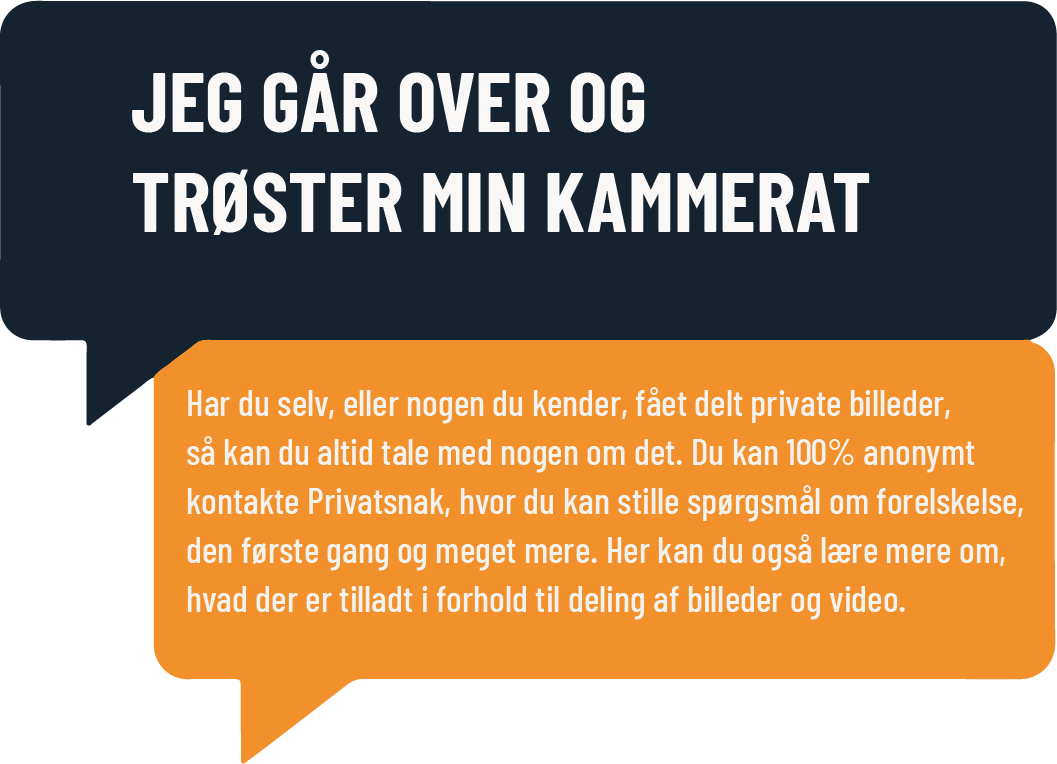 JEG GÅR OVER OG
TRØSTER MIN KAMMERAT
Har du selv, eller nogen du kender, fået delt private billeder,
så kan du altid tale med nogen om det. Du kan 100% anonymt
kontakte Privatsnak, hvor du kan stille spørgsmål om forelskelse,
den første gang og meget mere. Her kan du også lære mere om,
hvad der er tilladt i forhold til deling af billeder og video.